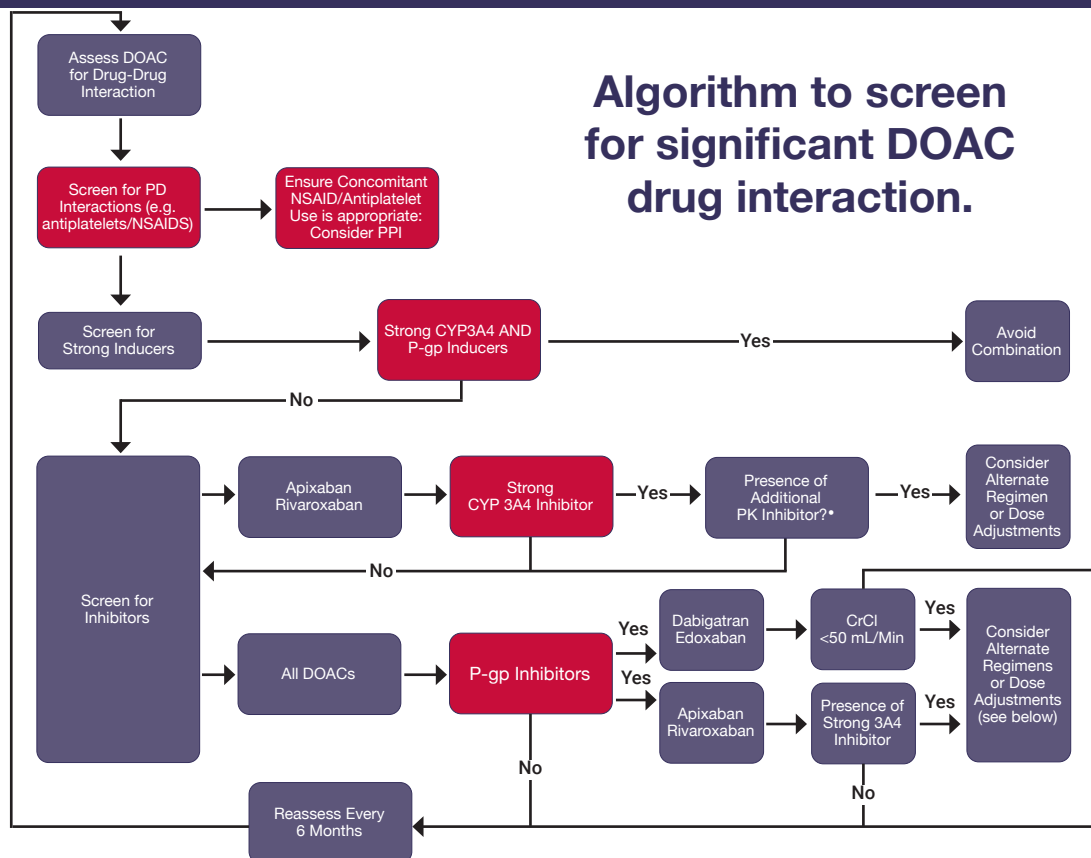 Algorithm to screen
for significant DOAC
drug interaction.
Assess DOAC
for Drug-Drug
Interaction
Screen for PD
Interactions (e.g.
antiplatelets/NSAIDS)
Ensure Concomitant
NSAID/Antiplatelet
Use is appropriate:
Consider PPI
Screen for
Strong Inducers
Strong CYP3A4 AND
P-gp Inducers
Yes
Avoid
Combination
No
Screen for
Inhibitors
Apixaban
Rivaroxaban
Strong
CYP 3A4 Inhibitor
Yes
Presence of
Additional
PK Inhibitor?•
Yes
Consider
Alternate
Regimen
or Dose
Adjustments
No
All DOACs
P-gp Inhibitors
Yes
Dabigatran
Edoxaban
CrCl
<50 mL/Min
Yes
Yes
Apixaban
Rivaroxaban
Presence of
Strong 3A4
Inhibitor
Yes
Consider
Alternate
Regimens
or Dose
Adjustments
(see below)
No
No
Reassess Every
6 Months